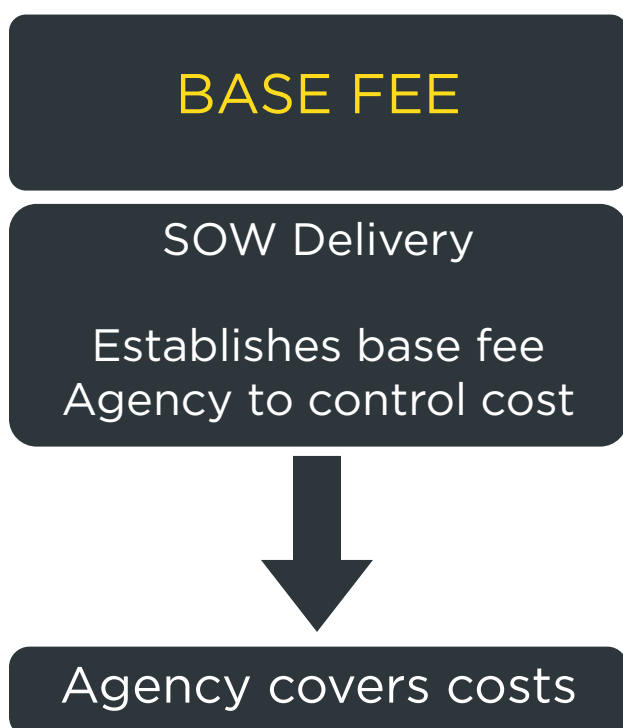 BASE FEE
SOW Delivery
Establishes base fee
Agency to control cost
Agency covers costs